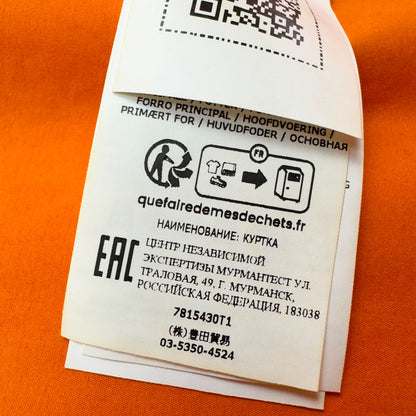 FORRO PRINCIPAL / HOOFDVOERING /
PRIMÆRT FOR / HUVUDFODER / ОСНОВНАЯ
FR
quefairedemesdechets.fr
НАИМЕНОВАНИЕ: КУРТКА
EAC
ЦЕНТР НЕЗАВИСИМОЙ
ЭКСПЕРТИЗЫ МУРМАНТЕСТ УЛ.
ТРАЛОВАЯ, 49, Г. МУРМАНСК,
РОССИЙСКАЯ ФЕДЕРАЦИЯ, 183038
7815430T1
(株)豊田貿易
03-5350-4524